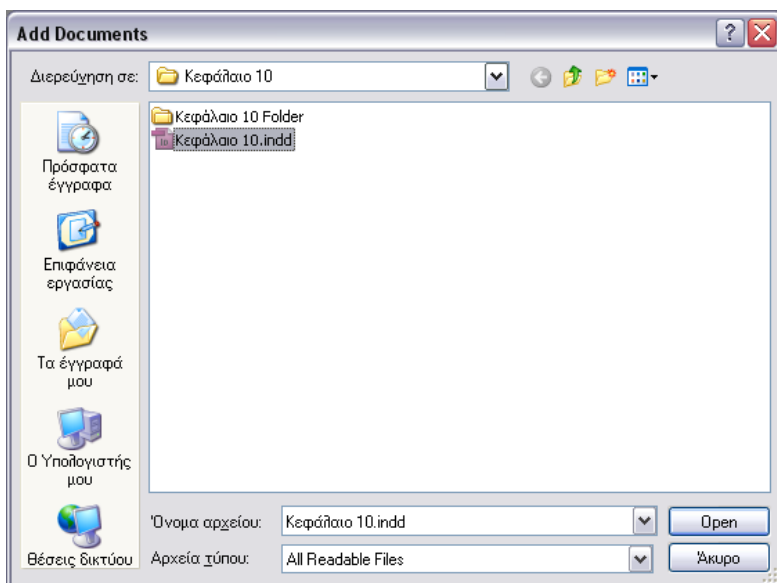 Add Documents
Διερεύνηση σε: Κεφάλαιο 10
Κεφάλαιο 10 Folder
Κεφάλαιο 10.indd
Πρόσφατα
έγγραφα
Επιφάνεια
εργασίας
Τα έγγραφά
μου
Ο Υπολογιστής
μου
Θέσεις δικτύου
Όνομα αρχείου: Κεφάλαιο 10.indd Open
Αρχεία τύπου: All Readable Files Άκυρο